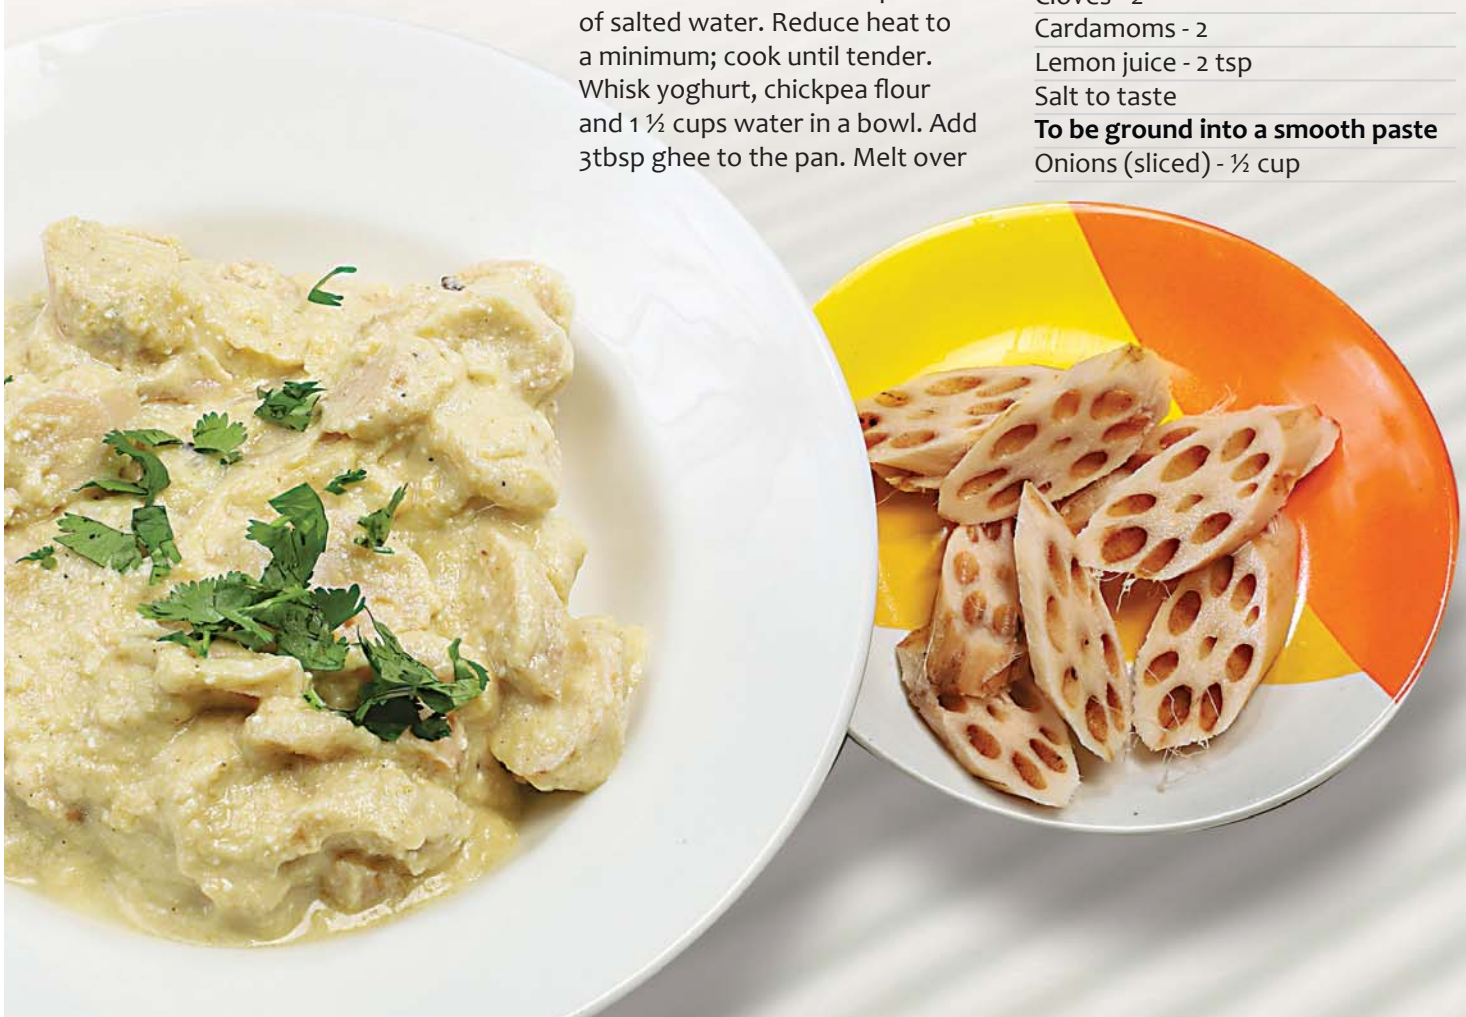 of salted water. Reduce heat to
a minimum; cook until tender.
Whisk yoghurt, chickpea flour
and 1 ½ cups water in a bowl. Add
3tbsp ghee to the pan. Melt over
Cloves - 2
Cardamoms - 2
Lemon juice - 2 tsp
Salt to taste
To be ground into a smooth paste
Onions (sliced) - ½ cup